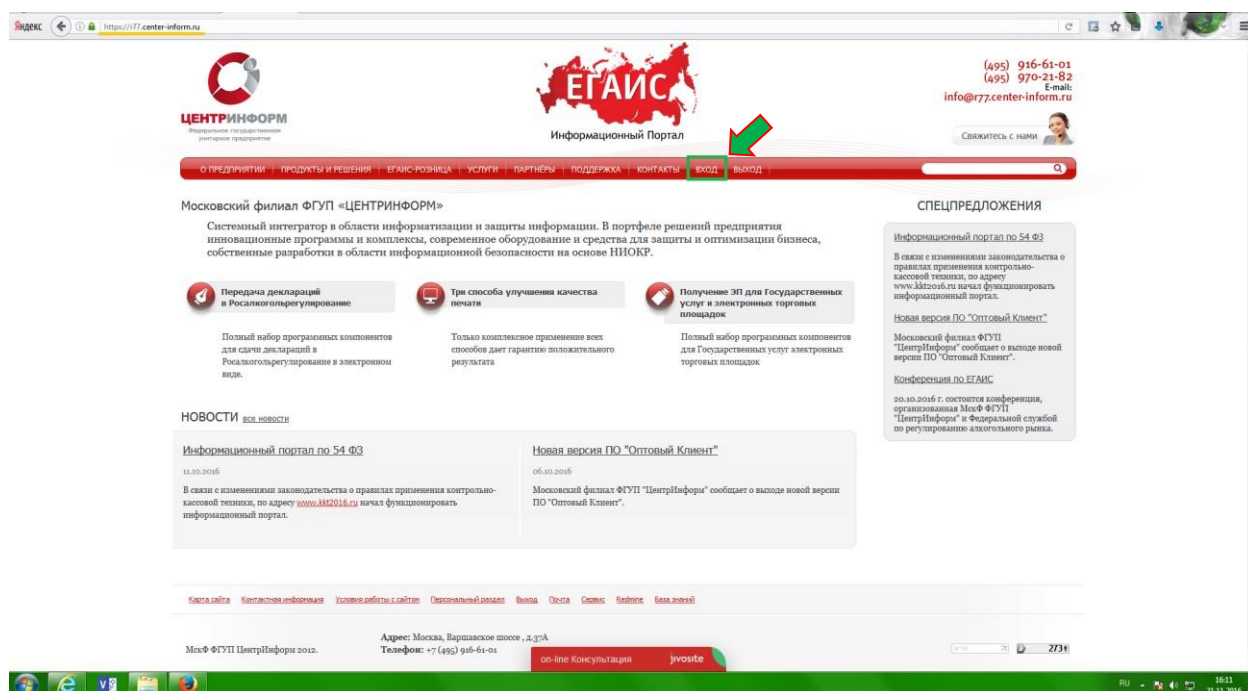 Яндекс
https://r77.center-inform.ru
ЦЕНТРИНФОРМ
Федеральное государственное
унитарное предприятие
ЕГАИС
Информационный Портал
(495) 916-61-01
(495) 970-21-82
E-mail:
info@r77.center-inform.ru
Свяжитесь с нами
О ПРЕДПРИЯТИИ ПРОДУКТЫ И РЕШЕНИЯ ЕГАИС-РОЗНИЦА УСЛУГИ ПАРТНЁРЫ ПОДДЕРЖКА КОНТАКТЫ ВХОД ВЫХОД
Московский филиал ФГУП «ЦЕНТРИНФОРМ»
Системный интегратор в области информатизации и защиты информации. В портфеле решений предприятия
инновационные программы и комплексы, современное оборудование и средства для защиты и оптимизации бизнеса,
собственные разработки в области информационной безопасности на основе НИОКР.
Передача деклараций
в Росалкогольрегулирование
Полный набор программных компонентов
для сдачи деклараций в
Росалкогольрегулирование в электронном
виде.
Три способа улучшения качества
печати
Только комплексное применение всех
способов дает гарантию положительного
результата
Получение ЭП для Государственных
услуг и электронных торговых
площадок
Полный набор программных компонентов
для Государственных услуг электронных
торговых площадок
СПЕЦПРЕДЛОЖЕНИЯ
Информационный портал по 54 ФЗ
В связи с изменениями законодательства о
правилах применения контрольно-
кассовой техники, по адресу
www.kkt2016.ru начал функционировать
информационный портал.
Новая версия ПО "Оптовый Клиент"
Московский филиал ФГУП
"ЦентрИнформ" сообщает о выходе новой
версии ПО "Оптовый Клиент".
Конференция по ЕГАИС
20.10.2016 г. состоится конференция,
организованная МскФ ФГУП
"ЦентрИнформ" и Федеральной службой
по регулированию алкогольного рынка.
НОВОСТИ все новости
Информационный портал по 54 ФЗ
11.10.2016
В связи с изменениями законодательства о правилах применения контрольно-
кассовой техники, по адресу www.kkt2016.ru начал функционировать
информационный портал.
Новая версия ПО "Оптовый Клиент"
06.10.2016
Московский филиал ФГУП "ЦентрИнформ" сообщает о выходе новой версии
ПО "Оптовый Клиент".
Карта сайта Контактная информация Условия работы с сайтом Персональный раздел Выход Почта Сервис Redmine База знаний
МскФ ФГУП ЦентрИнформ 2012.
Адрес: Москва, Варшавское шоссе , д.37А
Телефон: +7 (495) 916-61-01
on-line Консультация jivosite
273
RU
16:11
21.11.2016